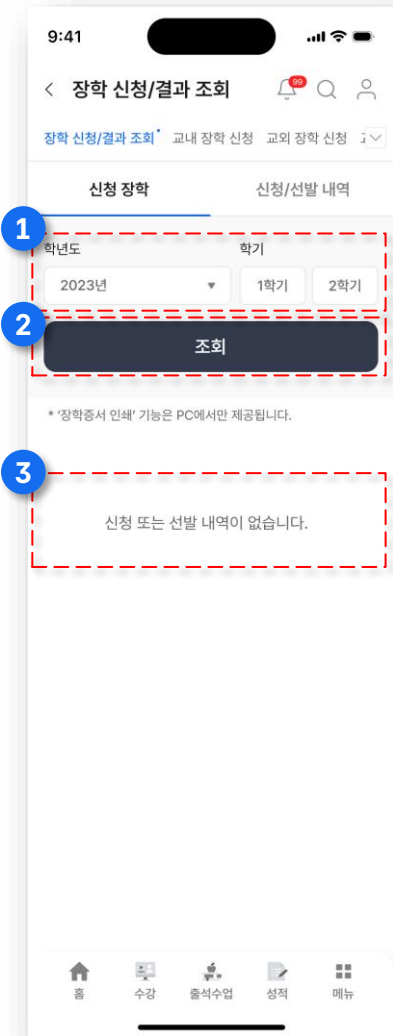 9:41
장학 신청/결과 조회
99
장학 신청/결과 조회 교내 장학 신청 교외 장학 신청
신청 장학 신청/선발 내역
1
학년도 학기
2023년 ▼ 1학기 2학기
2
조회
* '장학증서 인쇄' 기능은 PC에서만 제공됩니다.
3
신청 또는 선발 내역이 없습니다.
홈 수강 출석수업 성적 메뉴